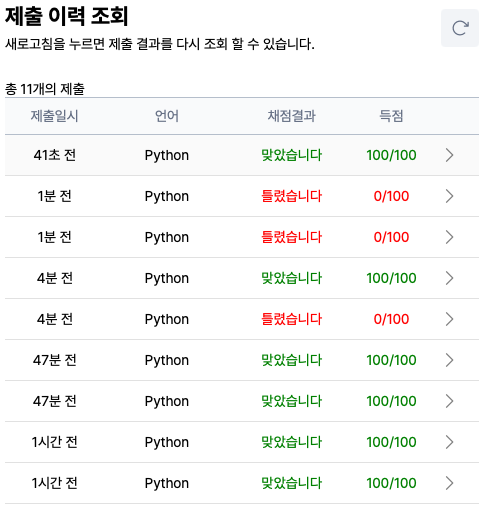 제출 이력 조회
새로고침을 누르면 제출 결과를 다시 조회 할 수 있습니다.
총 11개의 제출
제출일시 언어 채점결과 득점
41초 전 Python 맞았습니다 100/100
1분 전 Python 틀렸습니다 0/100
1분 전 Python 틀렸습니다 0/100
4분 전 Python 맞았습니다 100/100
4분 전 Python 틀렸습니다 0/100
47분 전 Python 맞았습니다 100/100
47분 전 Python 맞았습니다 100/100
1시간 전 Python 맞았습니다 100/100
1시간 전 Python 맞았습니다 100/100